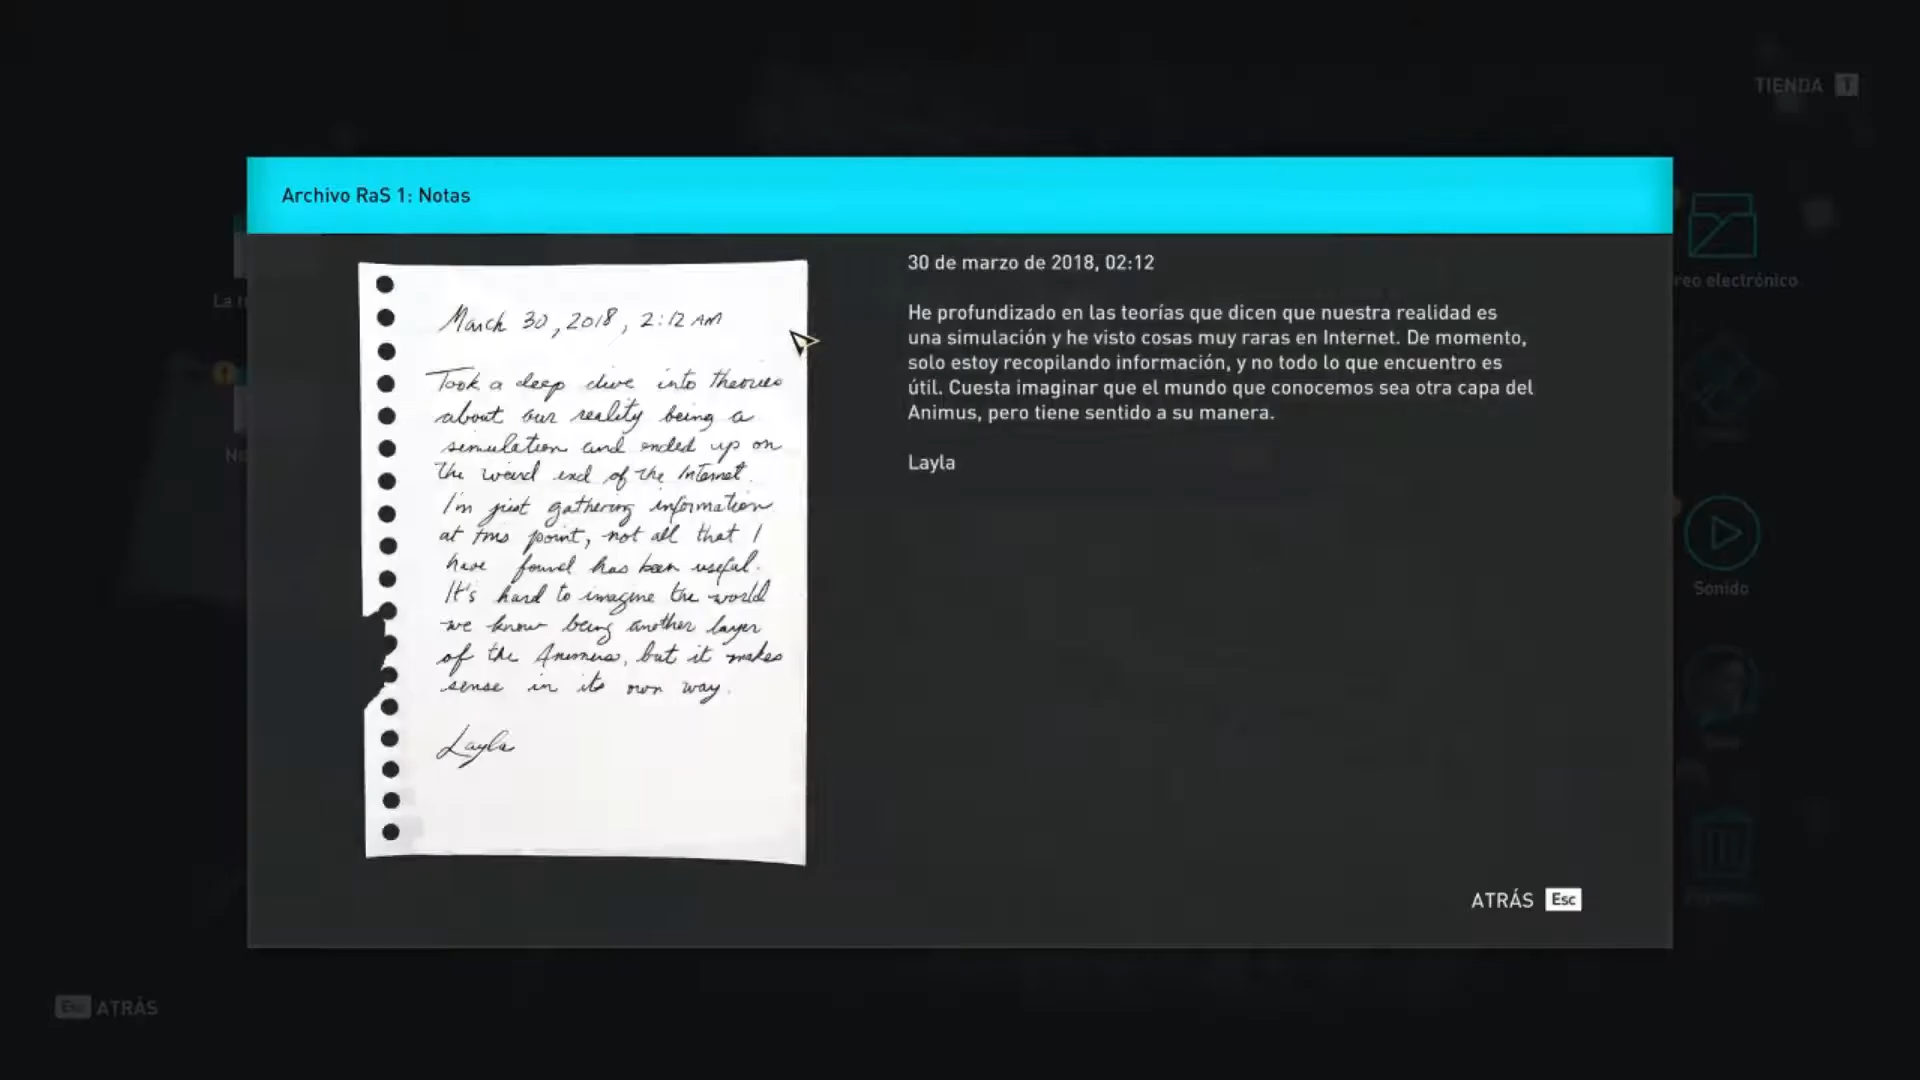 TIENDA T
Archivo RaS 1: Notas
March 30, 2018, 2:12 AM
Took a deep dive into theories
about our reality being a
simulation and ended up on
the weird end of the Internet.
I'm just gathering information
at this point, not all that I
have found has been useful.
It's hard to imagine the world
we know being another layer
of the Animus, but it makes
sense in its own way.
Layla
30 de marzo de 2018, 02:12
He profundizado en las teorías que dicen que nuestra realidad es
una simulación y he visto cosas muy raras en Internet. De momento,
solo estoy recopilando información, y no todo lo que encuentro es
útil. Cuesta imaginar que el mundo que conocemos sea otra capa del
Animus, pero tiene sentido a su manera.
Layla
reo electrónico
Sonido
ATRÁS Esc
Esc ATRÁS